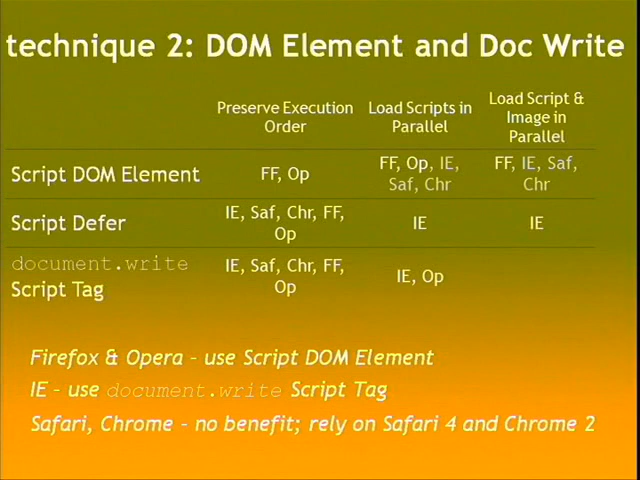 technique 2: DOM Element and Doc Write
Preserve Execution Order
Load Scripts in Parallel
Load Script & Image in Parallel
Script DOM Element
FF, Op
FF, Op, IE, Saf, Chr
FF, IE, Saf, Chr
Script Defer
IE, Saf, Chr, FF, Op
IE
IE
document.write Script Tag
IE, Saf, Chr, FF, Op
IE, Op
Firefox & Opera – use Script DOM Element
IE – use document.write Script Tag
Safari, Chrome – no benefit; rely on Safari 4 and Chrome 2